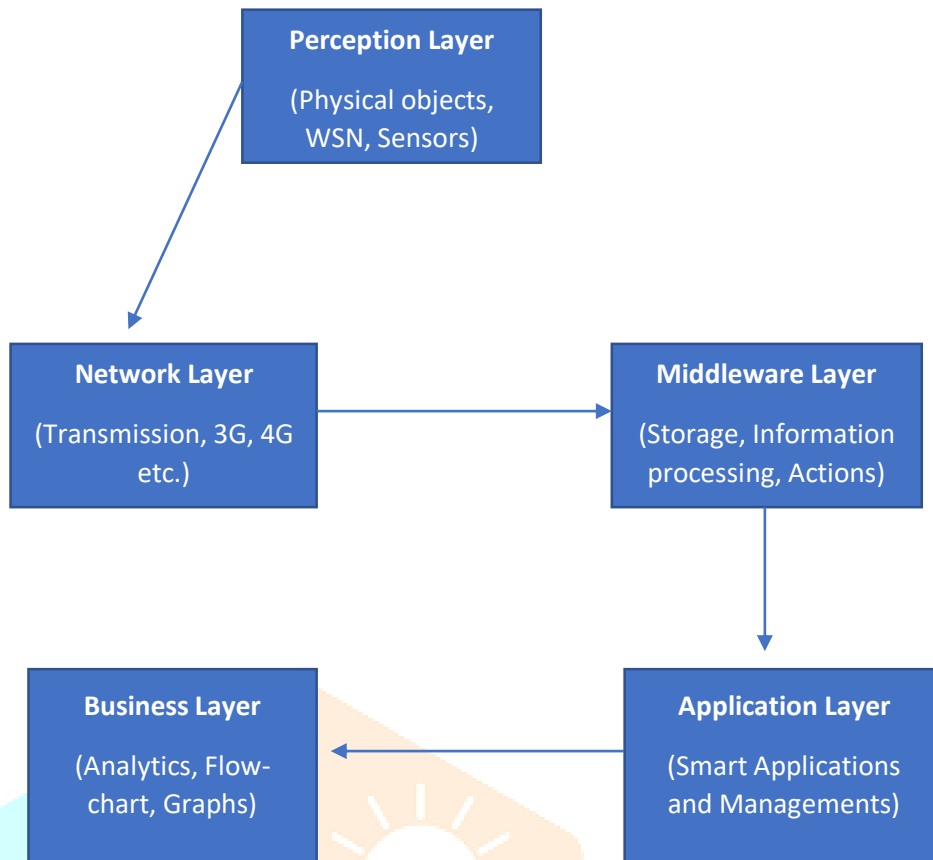 Perception Layer
(Physical objects,
WSN, Sensors)
Network Layer
(Transmission, 3G, 4G
etc.)
Middleware Layer
(Storage, Information
processing, Actions)
Business Layer
(Analytics, Flow-
chart, Graphs)
Application Layer
(Smart Applications
and Managements)